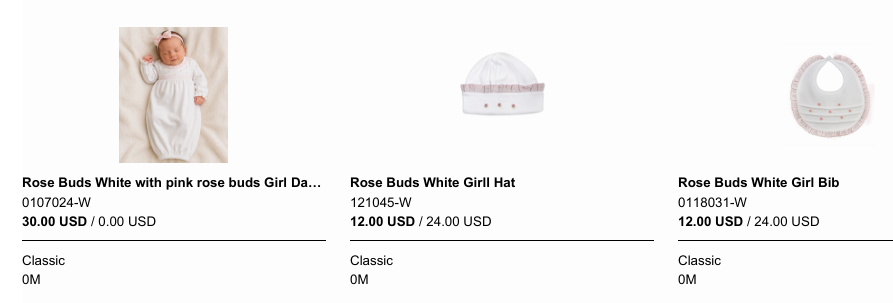 Rose Buds White with pink rose buds Girl Da...
0107024-W
30.00 USD / 0.00 USD
Classic
0M
Rose Buds White Girll Hat
121045-W
12.00 USD / 24.00 USD
Classic
0M
Rose Buds White Girl Bib
0118031-W
12.00 USD / 24.00 USD
Classic
0M